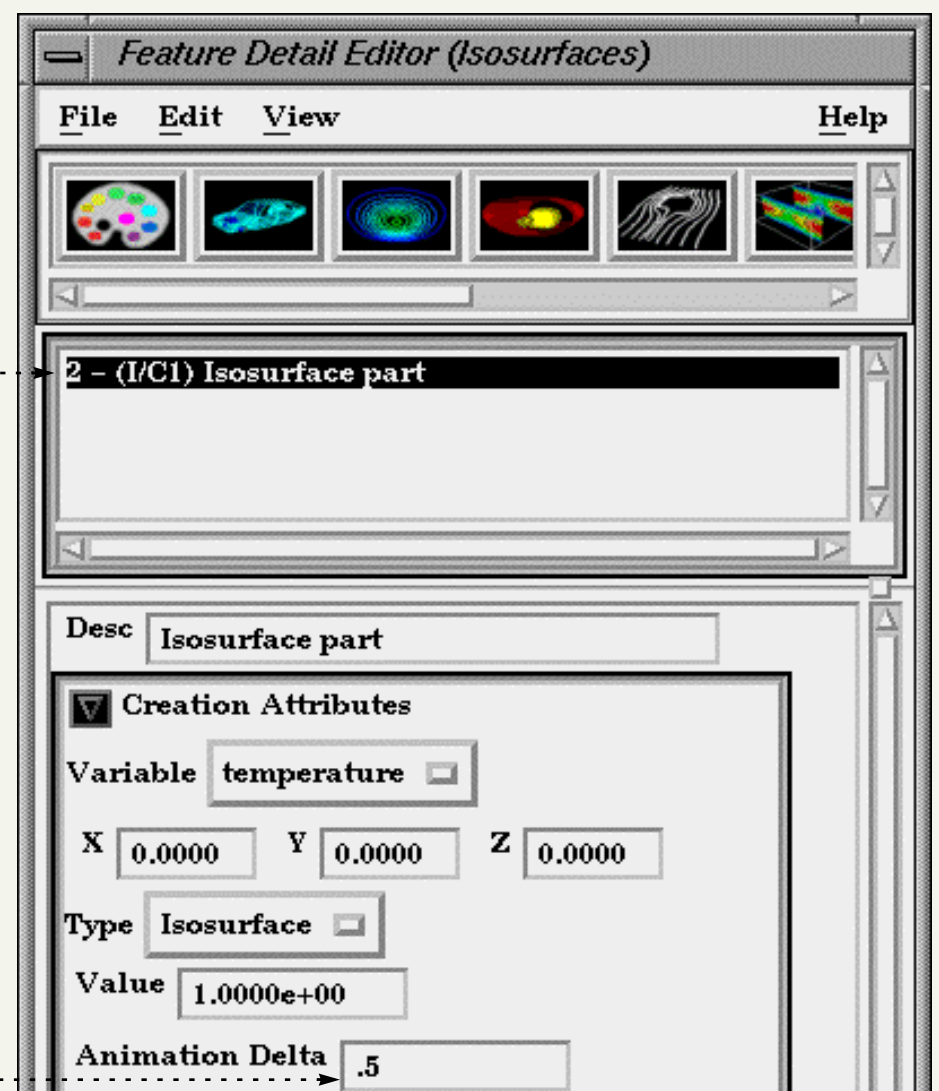 Feature Detail Editor (Isosurfaces)
File Edit View Help
2 – (I/C1) Isosurface part
Desc Isosurface part
Creation Attributes
Variable temperature
X 0.0000 Y 0.0000 Z 0.0000
Type Isosurface
Value 1.0000e+00
Animation Delta .5